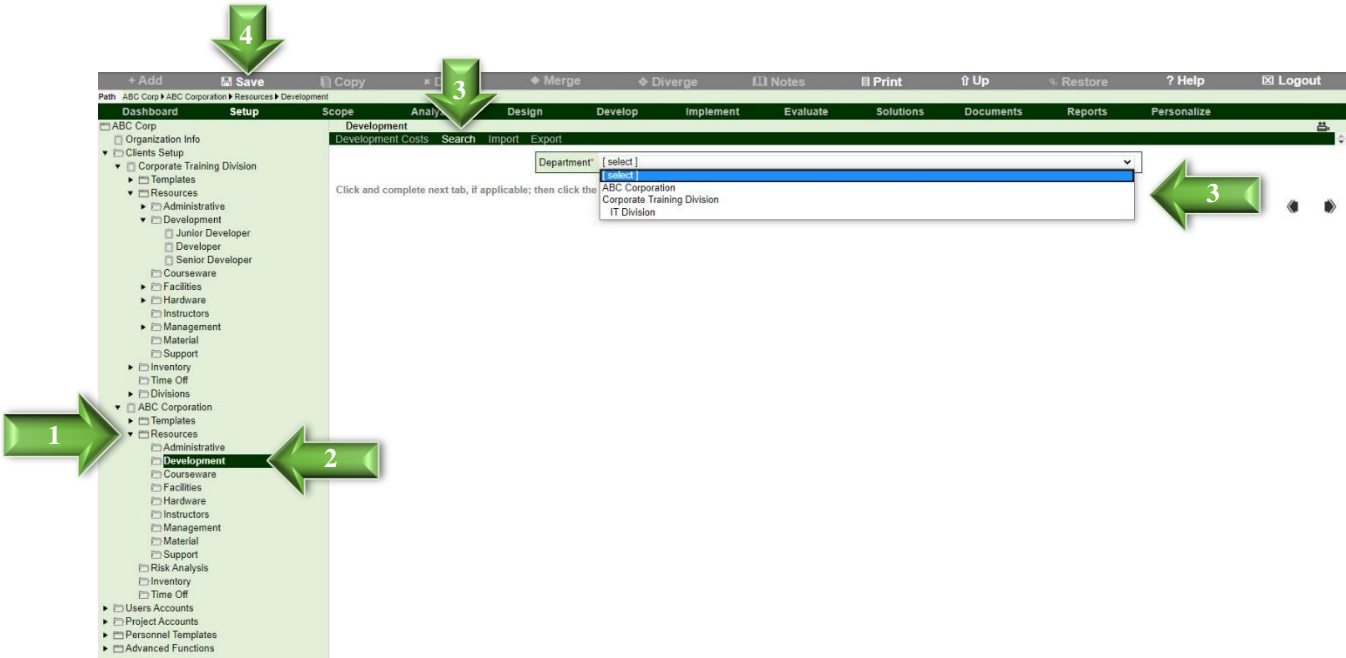 4
+ Add Save Copy × D Merge Diverge Notes Print Up Restore ? Help Logout
3
Path ABC Corp ABC Corporation Resources Development
Dashboard Setup Scope Analyz Design Develop Implement Evaluate Solutions Documents Reports Personalize
ABC Corp
Development
Organization Info
Development Costs Search Import Export
Clients Setup
Corporate Training Division
Department* [ select ]
Templates
[ select ]
Resources
Click and complete next tab, if applicable; then click the
ABC Corporation
Administrative
Corporate Training Division
3
Development
IT Division
Junior Developer
Developer
Senior Developer
Courseware
Facilities
Hardware
Instructors
Management
Material
Support
Inventory
Time Off
Divisions
ABC Corporation
Templates
1
Resources
Administrative
Development
2
Courseware
Facilities
Hardware
Instructors
Management
Material
Support
Risk Analysis
Inventory
Time Off
Users Accounts
Project Accounts
Personnel Templates
Advanced Functions